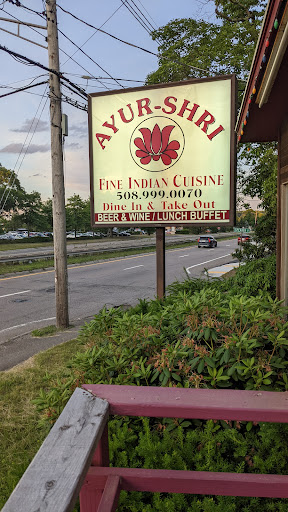 AYUR-SHRI
FINE INDIAN CUISINE
508.999.0070
Dine In & Take Out
BEER & WINE / LUNCH BUFFET